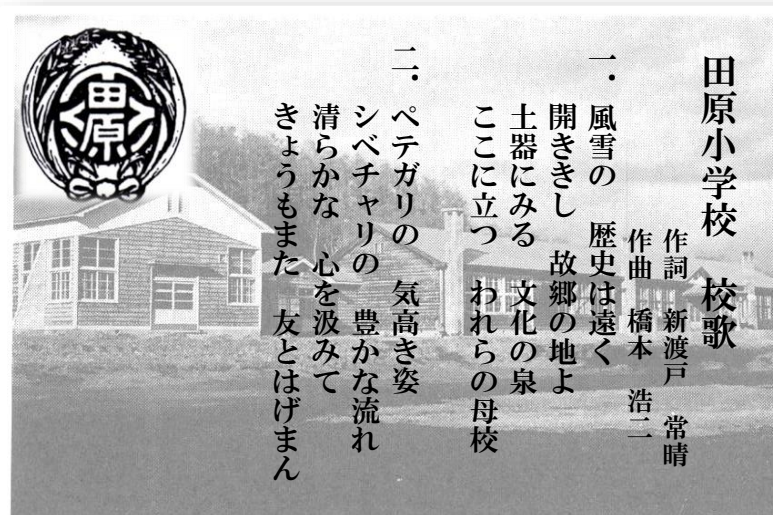 田原小学校　校歌
作詞　新渡戸　常晴
作曲　橋本　浩二
一．風雪の　歴史は遠く
開ききし　故郷の地よ
土器にみる　文化の泉
ここに立つ　われらの母校
二．ペテガリの　気高き姿
シベチャリの　豊かな流れ
清らかな　心を汲みて
きょうもまた　友とはげまん
田原